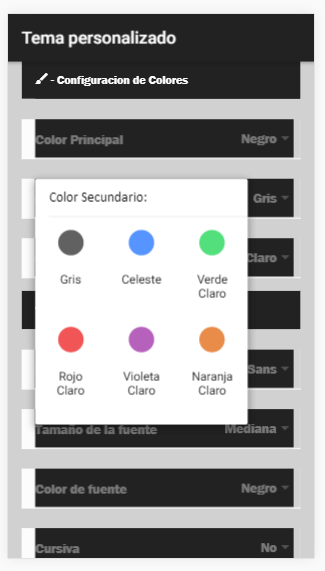 Tema personalizado
- Configuracion de Colores
Color Principal
Negro
Gris
Color Secundario:
Gris
Celeste
Verde
Claro
Claro
Rojo
Claro
Violeta
Claro
Naranja
Claro
Sans
Tamaño de la fuente
Mediana
Color de fuente
Negro
Cursiva
No